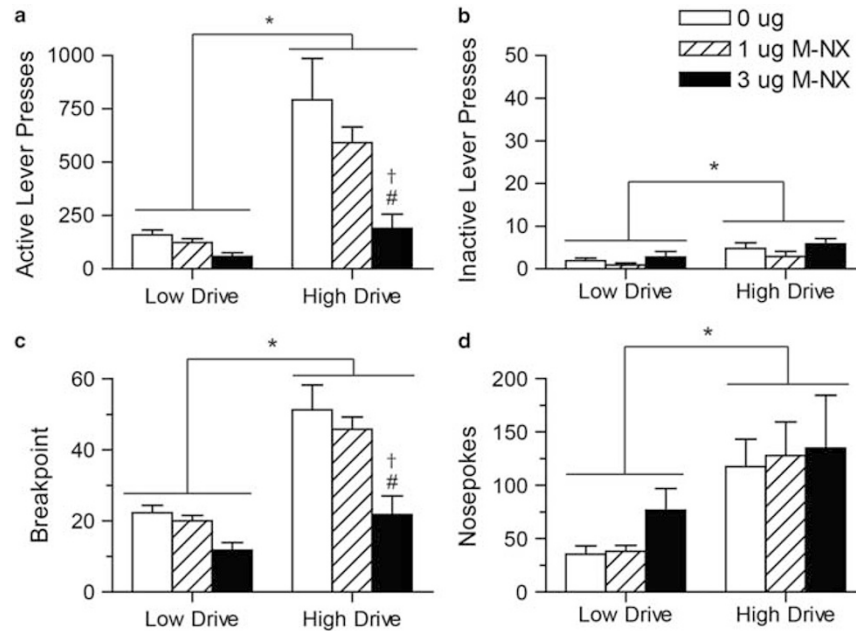 a
*
1000
750
500
250
0
Active Lever Presses
†
#
Low Drive
High Drive
b
0 ug
1 ug M-NX
3 ug M-NX
50
40
30
20
10
0
Inactive Lever Presses
*
Low Drive
High Drive
c
*
60
40
20
0
Breakpoint
†
#
Low Drive
High Drive
d
*
200
150
100
50
0
Nosepokes
Low Drive
High Drive